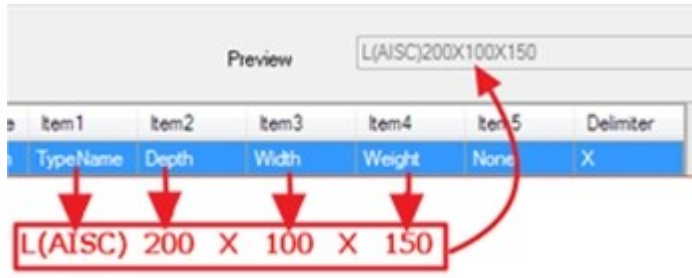 Preview L(AISC)200X100X150
Item1 Item2 Item3 Item4 Item5 Delimiter
TypeName Depth Width Weight None X
L(AISC) 200 X 100 X 150